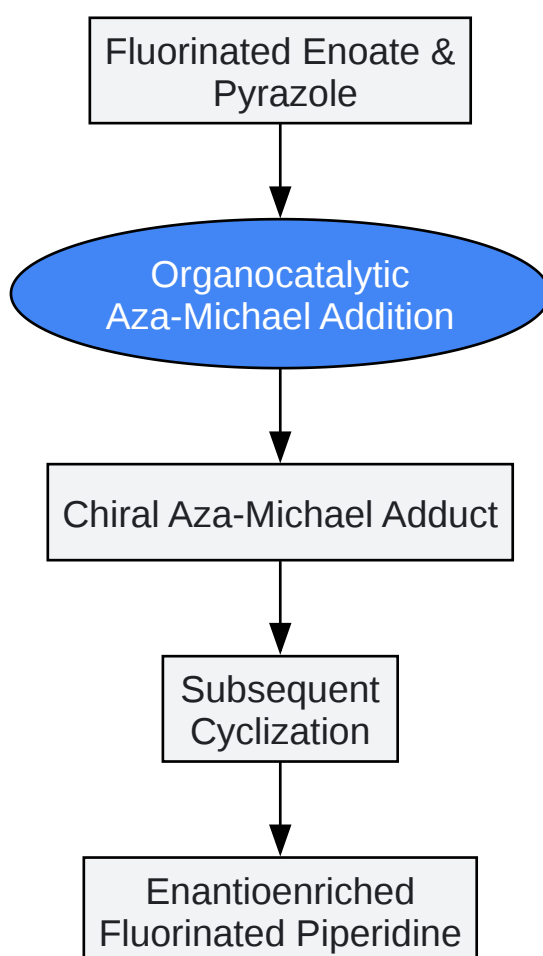 Fluorinated Enoate &
Pyrazole
Organocatalytic
Aza-Michael Addition
Chiral Aza-Michael Adduct
Subsequent
Cyclization
Enantioenriched
Fluorinated Piperidine